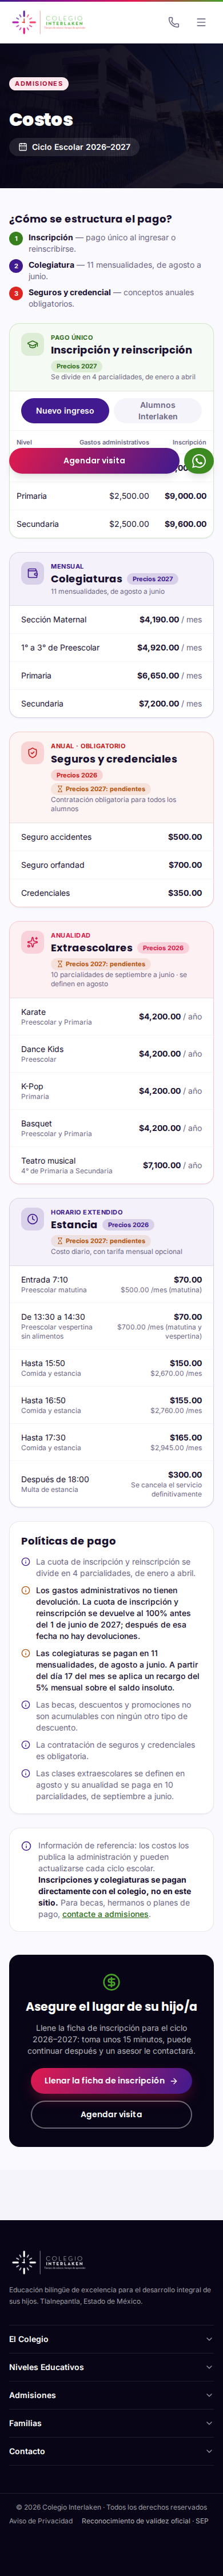 COLEGIO
INTERLAKEN
ADMISIONES
Costos
Ciclo Escolar 2026–2027
¿Cómo se estructura el pago?
1 Inscripción — pago único al ingresar o
reinscribirse.
2 Colegiatura — 11 mensualidades, de agosto a
junio.
3 Seguros y credencial — conceptos anuales
obligatorios.
PAGO ÚNICO
Inscripción y reinscripción
Precios 2027
Se divide en 4 parcialidades, de enero a abril
Nuevo ingreso
Alumnos
Interlaken
Nivel Gastos administrativos Inscripción
Agendar visita
Primaria $2,500.00 $9,000.00
Secundaria $2,500.00 $9,600.00
MENSUAL
Colegiaturas Precios 2027
11 mensualidades, de agosto a junio
Sección Maternal $4,190.00 / mes
1° a 3° de Preescolar $4,920.00 / mes
Primaria $6,650.00 / mes
Secundaria $7,200.00 / mes
ANUAL · OBLIGATORIO
Seguros y credenciales
Precios 2026
Precios 2027: pendientes
Contratación obligatoria para todos los
alumnos
Seguro accidentes $500.00
Seguro orfandad $700.00
Credenciales $350.00
ANUALIDAD
Extraescolares Precios 2026
Precios 2027: pendientes
10 parcialidades de septiembre a junio · se
definen en agosto
Karate $4,200.00 / año
Preescolar y Primaria
Dance Kids $4,200.00 / año
Preescolar
K-Pop $4,200.00 / año
Primaria
Basquet $4,200.00 / año
Preescolar y Primaria
Teatro musical $7,100.00 / año
4° de Primaria a Secundaria
HORARIO EXTENDIDO
Estancia Precios 2026
Precios 2027: pendientes
Costo diario, con tarifa mensual opcional
Entrada 7:10 $70.00
Preescolar matutina $500.00 /mes (matutina)
De 13:30 a 14:30 $70.00
Preescolar vespertina $700.00 /mes (matutina y
sin alimentos vespertina)
Hasta 15:50 $150.00
Comida y estancia $2,670.00 /mes
Hasta 16:50 $155.00
Comida y estancia $2,760.00 /mes
Hasta 17:30 $165.00
Comida y estancia $2,945.00 /mes
Después de 18:00 $300.00
Multa de estancia Se cancela el servicio
definitivamente
Políticas de pago
La cuota de inscripción y reinscripción se
divide en 4 parcialidades, de enero a abril.
Los gastos administrativos no tienen
devolución. La cuota de inscripción y
reinscripción se devuelve al 100% antes
del 1 de junio de 2027; después de esa
fecha no hay devoluciones.
Las colegiaturas se pagan en 11
mensualidades, de agosto a junio. A partir
del día 17 del mes se aplica un recargo del
5% mensual sobre el saldo insoluto.
Las becas, descuentos y promociones no
son acumulables con ningún otro tipo de
descuento.
La contratación de seguros y credenciales
es obligatoria.
Las clases extraescolares se definen en
agosto y su anualidad se paga en 10
parcialidades, de septiembre a junio.
Información de referencia: los costos los
publica la administración y pueden
actualizarse cada ciclo escolar.
Inscripciones y colegiaturas se pagan
directamente con el colegio, no en este
sitio. Para becas, hermanos o planes de
pago, contacte a admisiones.
Asegure el lugar de su hijo/a
Llene la ficha de inscripción para el ciclo
2026–2027: toma unos 15 minutos, puede
continuar después y un asesor le contactará.
Llenar la ficha de inscripción →
Agendar visita
COLEGIO
INTERLAKEN
Educación bilingüe de excelencia para el desarrollo integral de
sus hijos. Tlalnepantla, Estado de México.
El Colegio
Niveles Educativos
Admisiones
Familias
Contacto
© 2026 Colegio Interlaken · Todos los derechos reservados
Aviso de Privacidad Reconocimiento de validez oficial · SEP